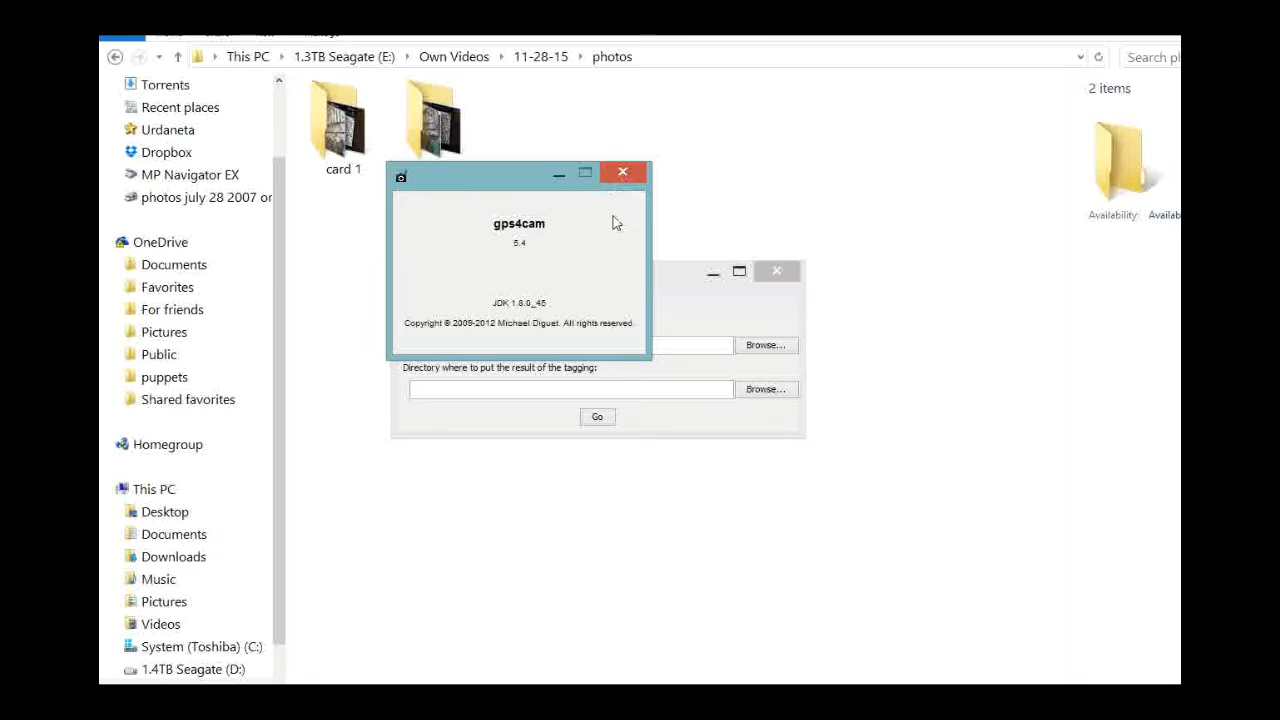 This PC
1.3TB Seagate (E:)
Own Videos
11-28-15
photos
Search ph
Torrents
Recent places
Urdaneta
Dropbox
MP Navigator EX
photos july 28 2007 or
OneDrive
Documents
Favorites
For friends
Pictures
Public
puppets
Shared favorites
Homegroup
This PC
Desktop
Documents
Downloads
Music
Pictures
Videos
System (Toshiba) (C:)
1.4TB Seagate (D:)
card 1
2 items
Availability: Availab
gps4cam
5.4
JDK 1.8.0_45
Copyright © 2009-2012 Michael Diguet. All rights reserved.
Browse...
Directory where to put the result of the tagging:
Browse...
Go